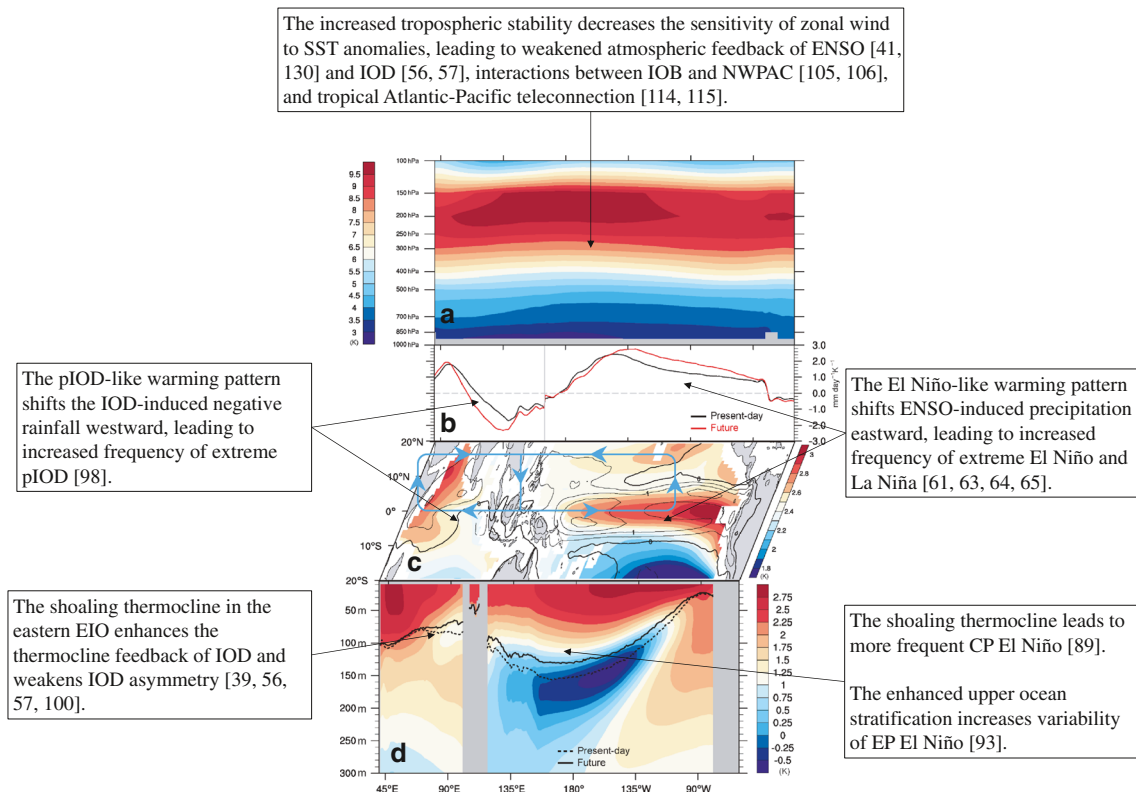 The increased tropospheric stability decreases the sensitivity of zonal wind
to SST anomalies, leading to weakened atmospheric feedback of ENSO [41,
130] and IOD [56, 57], interactions between IOB and NWPAC [105, 106],
and tropical Atlantic-Pacific teleconnection [114, 115].
9.5
9
8.5
8
7.5
7
6.5
6
5.5
5
4.5
4
3.5
3
(K)
100 hPa
150 hPa
200 hPa
250 hPa
300 hPa
400 hPa
500 hPa
700 hPa
850 hPa
1000 hPa
a
The pIOD-like warming pattern
shifts the IOD-induced negative
rainfall westward, leading to
increased frequency of extreme
pIOD [98].
b
Present-day
Future
3.0
2.0
1.0
0.0
-1.0
-2.0
-3.0
mm day⁻¹K⁻¹
The El Niño-like warming pattern
shifts ENSO-induced precipitation
eastward, leading to increased
frequency of extreme El Niño and
La Niña [61, 63, 64, 65].
20°N
10°N
0°
10°S
20°S
c
3
2.8
2.6
2.4
2.2
2
1.8
(K)
The shoaling thermocline in the
eastern EIO enhances the
thermocline feedback of IOD and
weakens IOD asymmetry [39, 56,
57, 100].
50 m
100 m
150 m
200 m
250 m
300 m
d
Present-day
Future
45°E
90°E
135°E
180°
135°W
90°W
2.75
2.5
2.25
2
1.75
1.5
1.25
1
0.75
0.5
0.25
0
-0.25
-0.5
(K)
The shoaling thermocline leads to
more frequent CP El Niño [89].
The enhanced upper ocean
stratification increases variability
of EP El Niño [93].